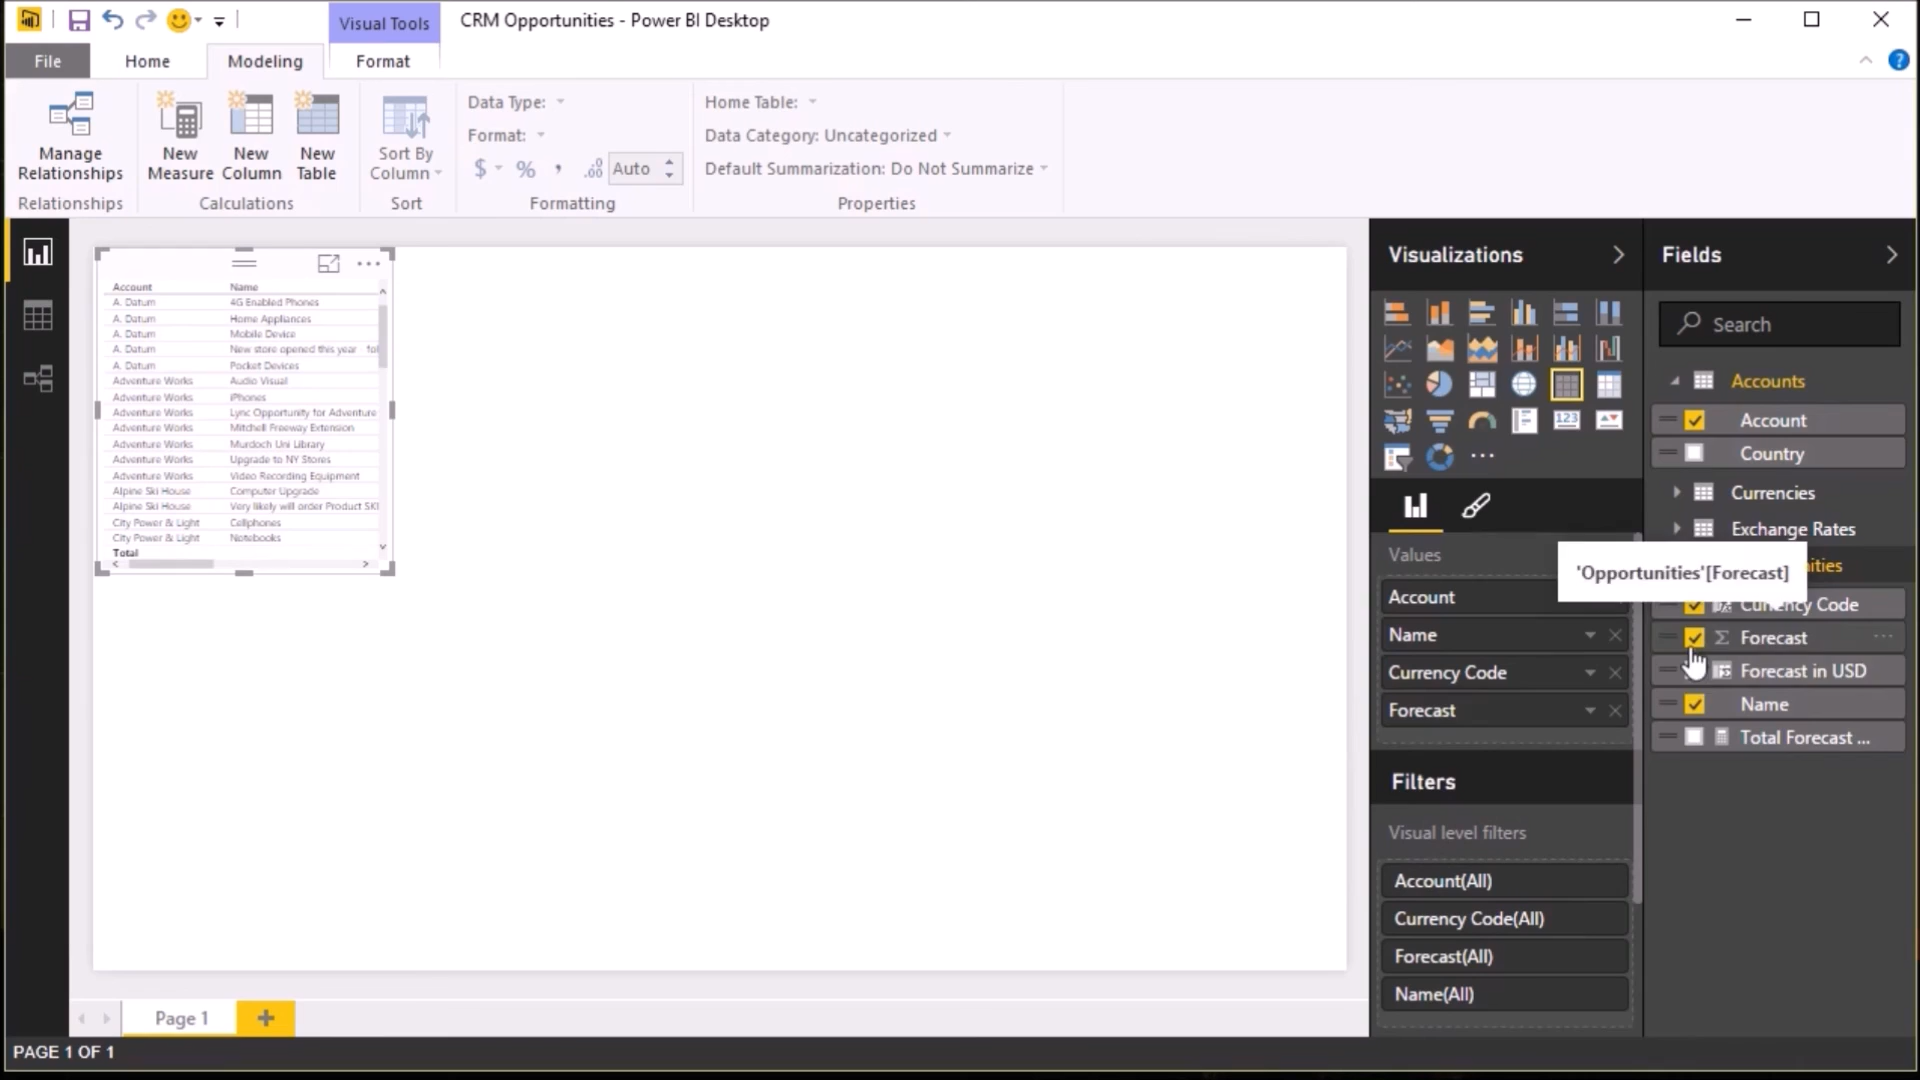 Visual Tools
CRM Opportunities - Power BI Desktop
File
Home
Modeling
Format
Manage Relationships
New Measure
New Column
New Table
Sort By Column
Data Type:
Format:
$ % , .00 Auto
Home Table:
Data Category: Uncategorized
Default Summarization: Do Not Summarize
Relationships
Calculations
Sort
Formatting
Properties
Account Name
A. Datum 4G Enabled Phones
A. Datum Home Appliances
A. Datum Mobile Device
A. Datum New store opened this year - fol
A. Datum Pocket Devices
Adventure Works Audio Visual
Adventure Works iPhones
Adventure Works Lync Opportunity for Adventure
Adventure Works Mitchell Freeway Extension
Adventure Works Murdoch Uni Library
Adventure Works Upgrade to NY Stores
Adventure Works Video Recording Equipment
Alpine Ski House Computer Upgrade
Alpine Ski House Very likely will order Product SK
City Power & Light Cellphones
City Power & Light Notebooks
Total
Visualizations
123
Values
Account
Name
Currency Code
Forecast
Filters
Visual level filters
Account(All)
Currency Code(All)
Forecast(All)
Name(All)
Fields
Search
Accounts
Account
Country
Currencies
Exchange Rates
'Opportunities'[Forecast]
nities
Currency Code
Forecast
Forecast in USD
Name
Total Forecast ...
Page 1
PAGE 1 OF 1